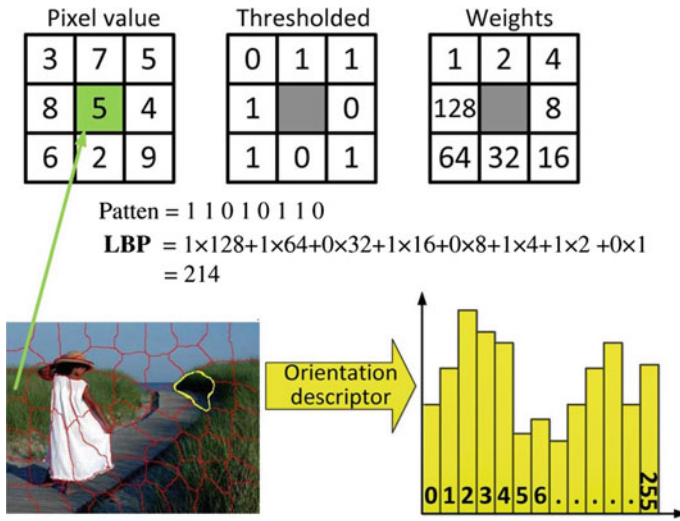 Pixel value Thresholded Weights
3 7 5 0 1 1 1 2 4
8 5 4 1 0 128 8
6 2 9 1 0 1 64 32 16
Patten = 1 1 0 1 0 1 1 0
LBP = 1×128+1×64+0×32+1×16+0×8+1×4+1×2 +0×1
= 214
Orientation
descriptor
0 1 2 3 4 5 6 . . . . . 255